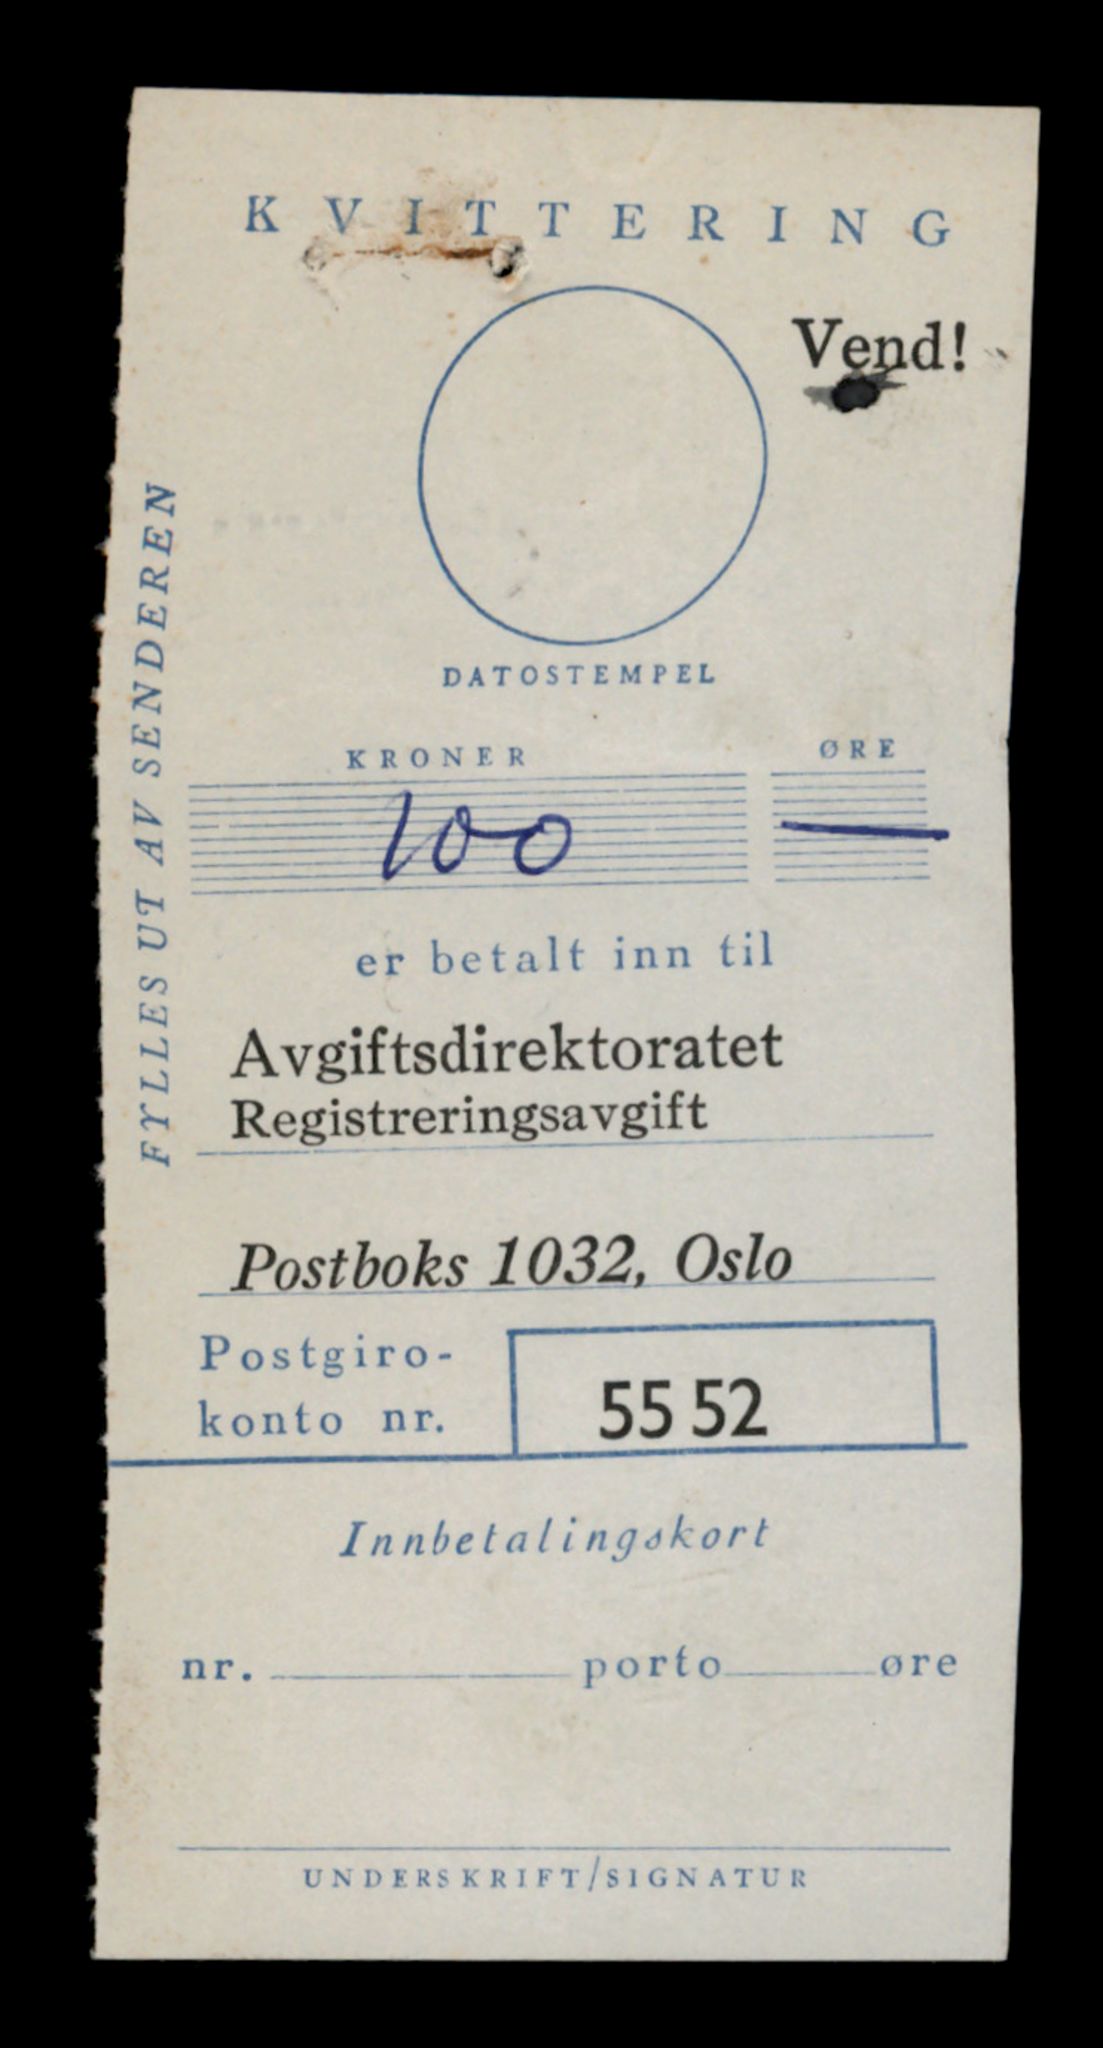 KVITTERING
Vend!
DATOSTEMPEL
FYLLES UT AV SENDEREN
KRONER ØRE
100 —
er betalt inn til
Avgiftsdirektoratet
Registreringsavgift
Postboks 1032, Oslo
Postgiro-
konto nr.
55 52
Innbetalingskort
nr. porto øre
UNDERSKRIFT/SIGNATUR